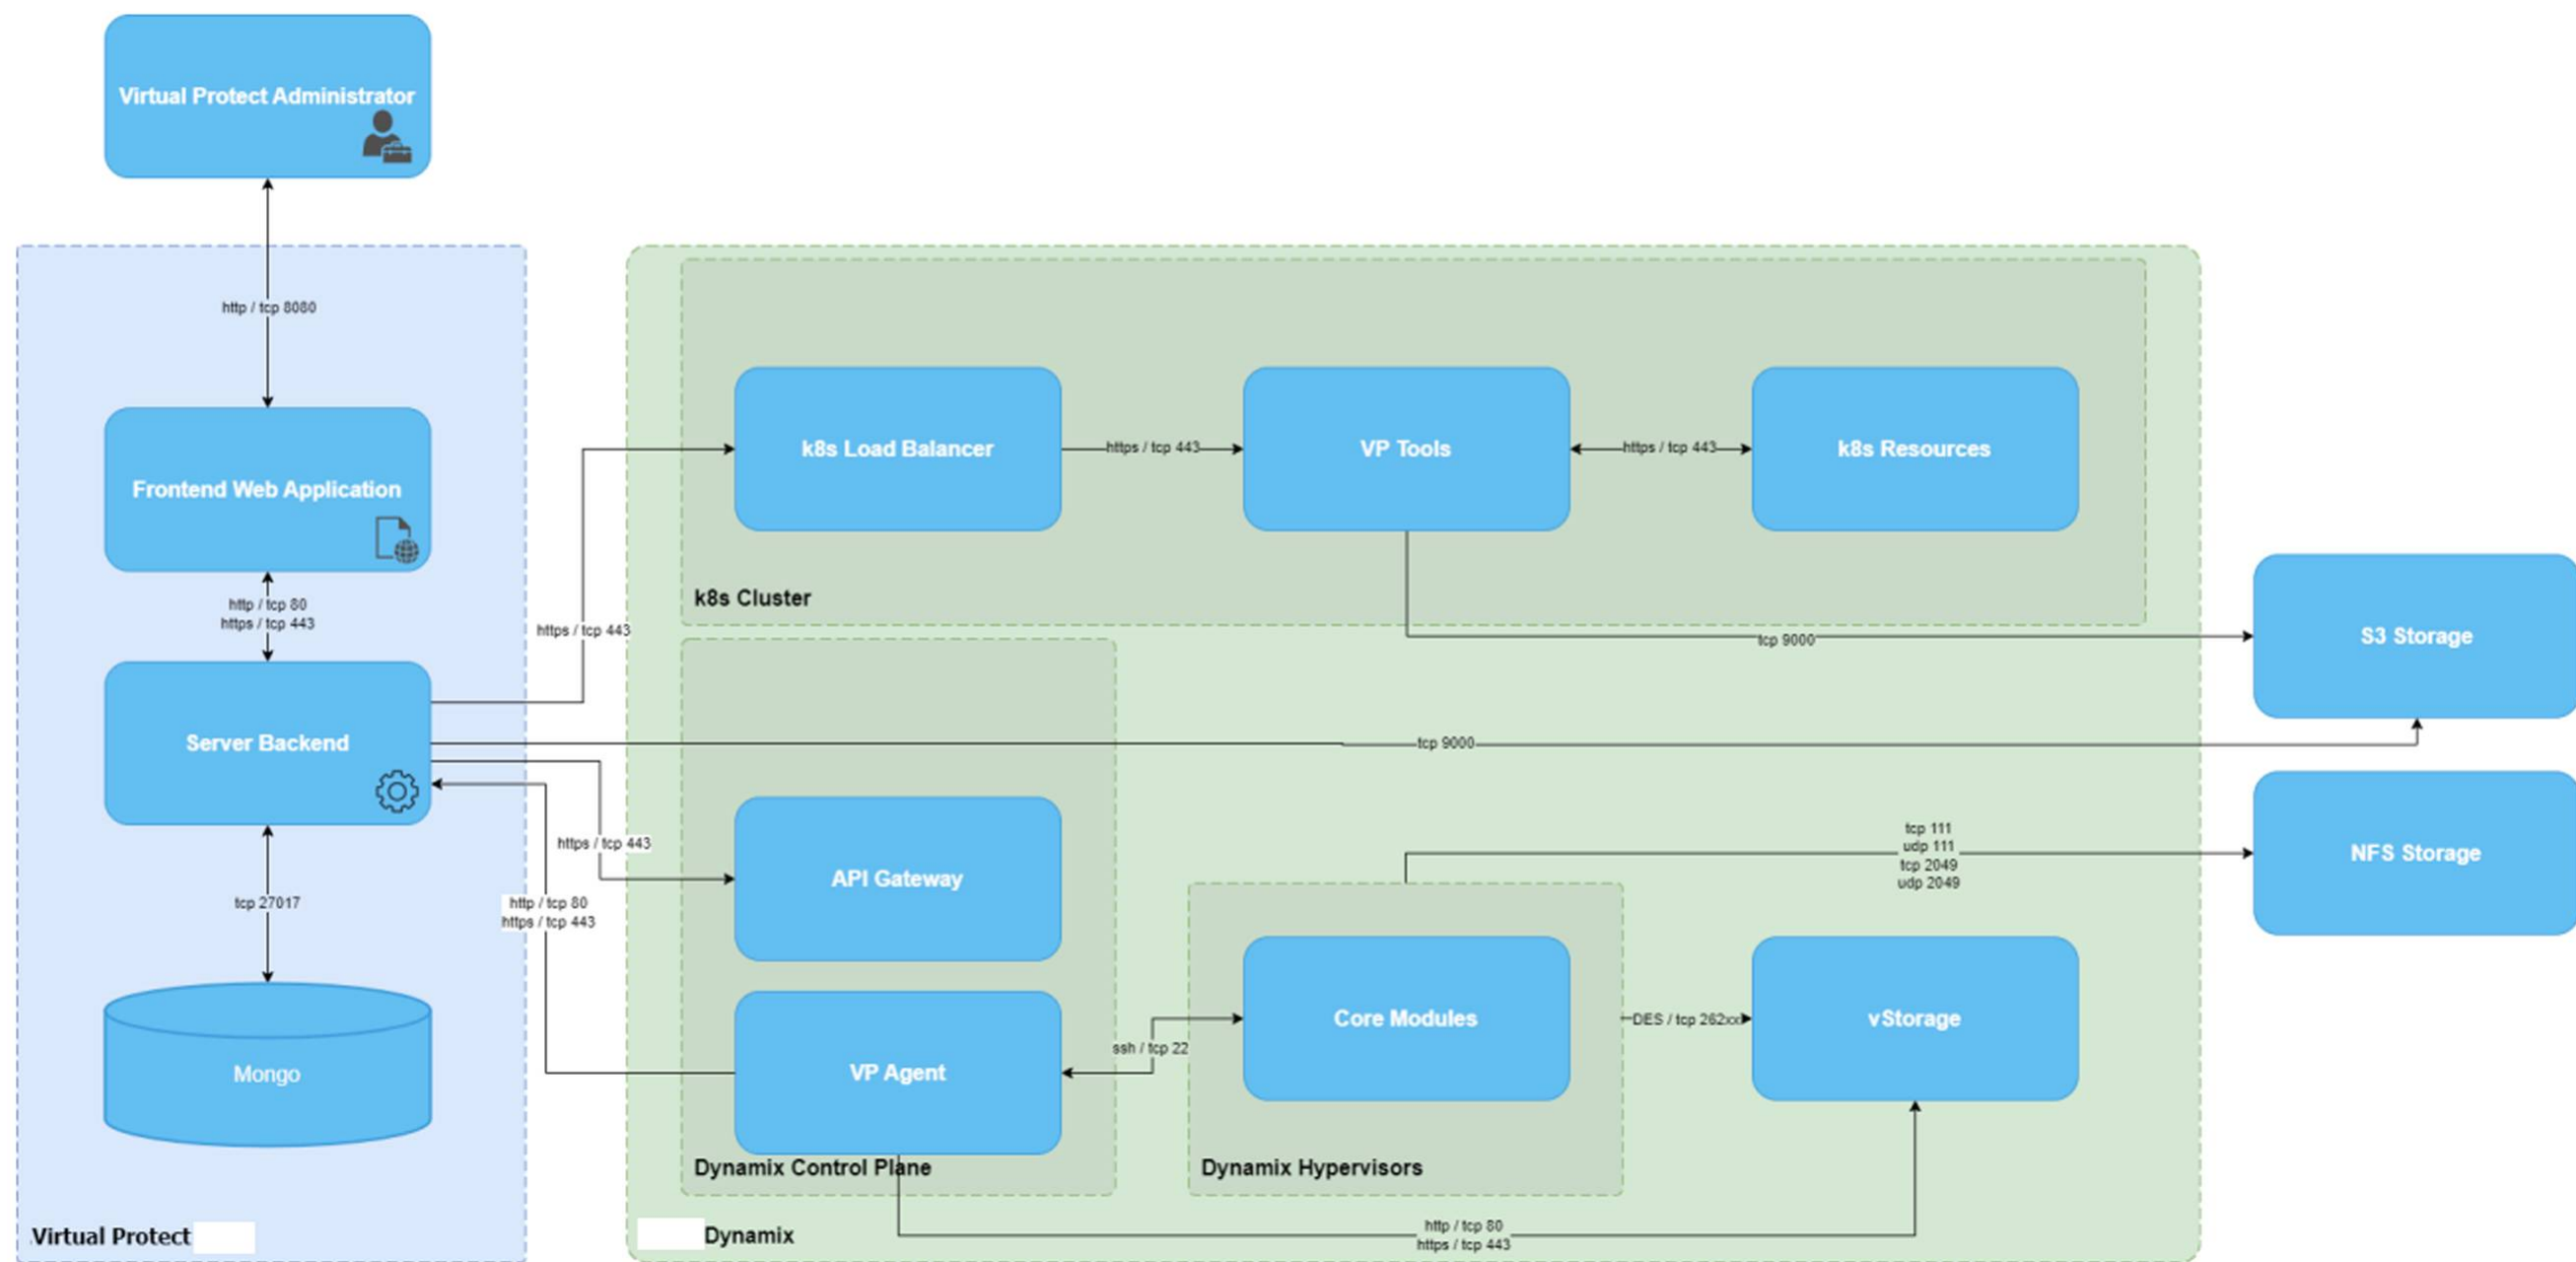 Virtual Protect Administrator
http / tcp 8080
Frontend Web Application
http / tcp 80
https / tcp 443
Server Backend
tcp 27017
Mongo
Virtual Protect
https / tcp 443
https / tcp 443
http / tcp 80
https / tcp 443
k8s Load Balancer
https / tcp 443
VP Tools
https / tcp 443
k8s Resources
k8s Cluster
tcp 9000
S3 Storage
tcp 9000
API Gateway
tcp 111
udp 111
tcp 2049
udp 2049
NFS Storage
VP Agent
ssh / tcp 22
Core Modules
DES / tcp 262xx
vStorage
Dynamix Control Plane
Dynamix Hypervisors
http / tcp 80
https / tcp 443
Dynamix